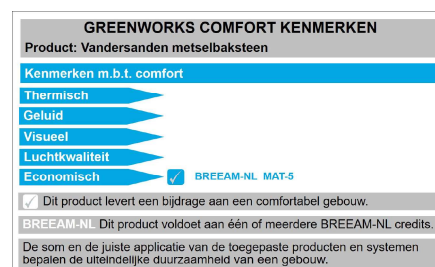 GREENWORKS COMFORT KENMERKEN
Product: Vandersanden metselbaksteen
Kenmerken m.b.t. comfort
Thermisch
Geluid
Visueel
Luchtkwaliteit
Economisch BREEAM-NL MAT-5
Dit product levert een bijdrage aan een comfortabel gebouw.
BREEAM-NL Dit product voldoet aan één of meerdere BREEAM-NL credits.
De som en de juiste applicatie van de toegepaste producten en systemen
bepalen de uiteindelijke duurzaamheid van een gebouw.